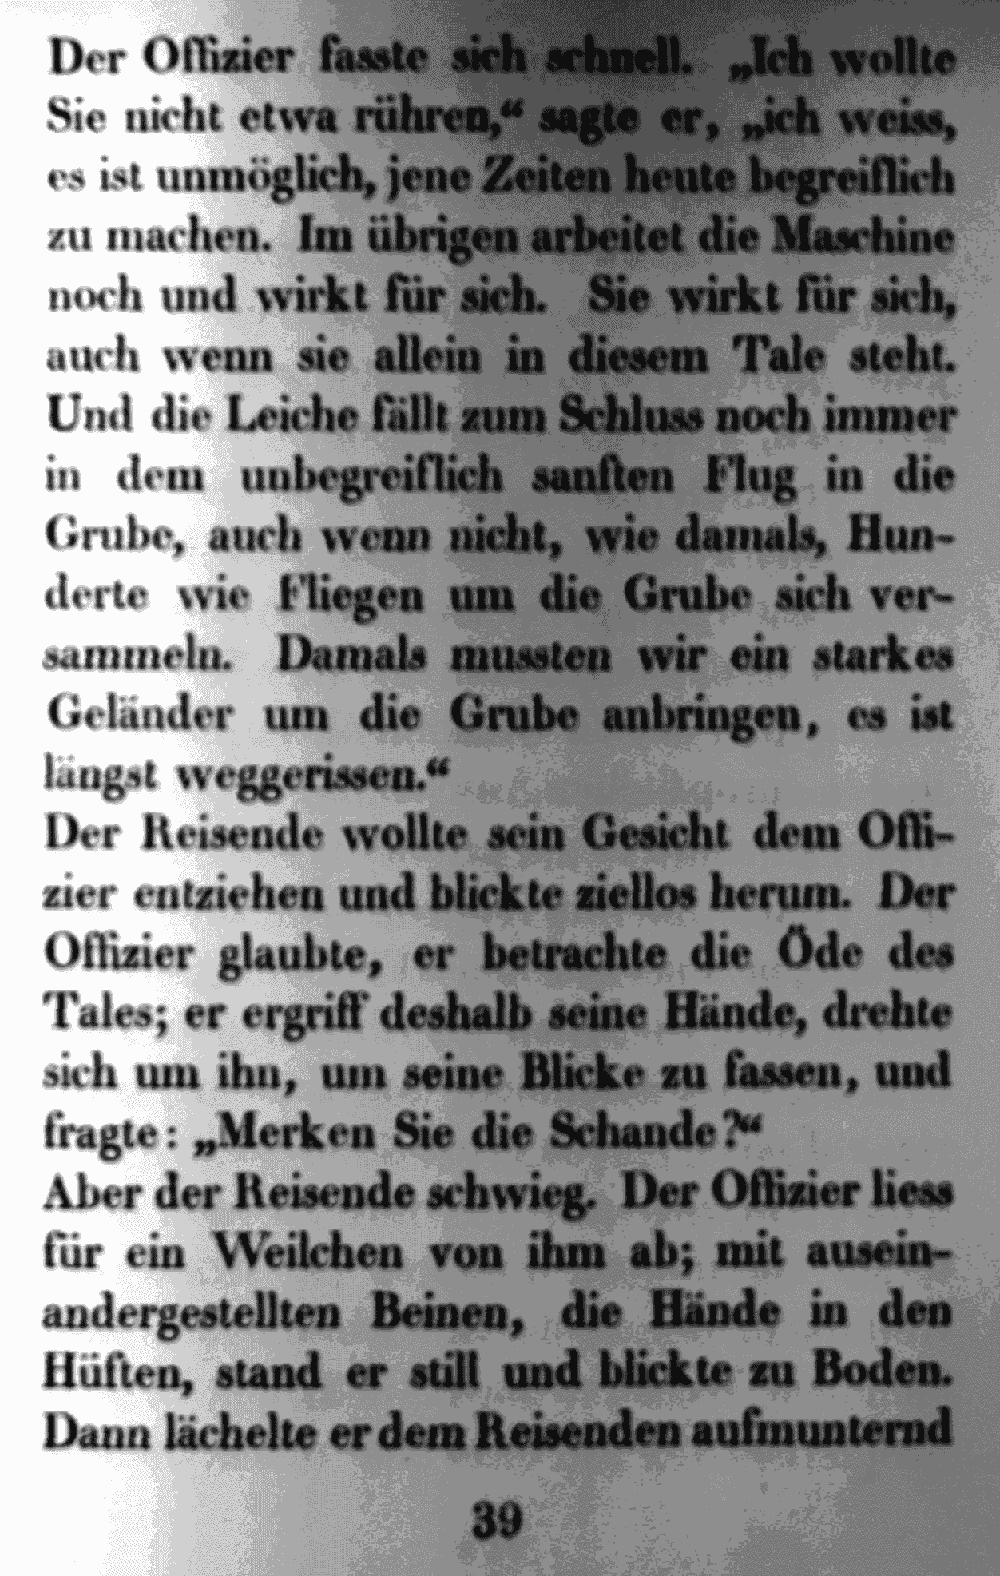 Der Offizier fasste sich schnell. „Ich wollte
Sie nicht etwa rühren,“ sagte er, „ich weiss,
es ist unmöglich, jene Zeiten heute begreiflich
zu machen. Im übrigen arbeitet die Maschine
noch und wirkt für sich. Sie wirkt für sich,
auch wenn sie allein in diesem Tale steht.
Und die Leiche fällt zum Schluss noch immer
in dem unbegreiflich sanften Flug in die
Grube, auch wenn nicht, wie damals, Hun-
derte wie Fliegen um die Grube sich ver-
sammeln. Damals mussten wir ein starkes
Geländer um die Grube anbringen, es ist
längst weggerissen.“
Der Reisende wollte sein Gesicht dem Offi-
zier entziehen und blickte ziellos herum. Der
Offizier glaubte, er betrachte die Öde des
Tales; er ergriff deshalb seine Hände, drehte
sich um ihn, um seine Blicke zu fassen, und
fragte: „Merken Sie die Schande?“
Aber der Reisende schwieg. Der Offizier liess
für ein Weilchen von ihm ab; mit ausein-
andergestellten Beinen, die Hände in den
Hüften, stand er still und blickte zu Boden.
Dann lächelte er dem Reisenden aufmunternd
39